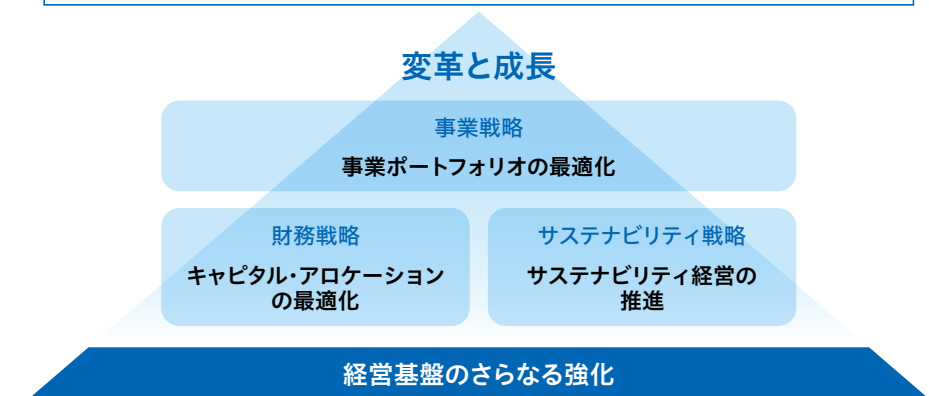 変革と成長
事業戦略
事業ポートフォリオの最適化
財務戦略
キャピタル・アロケーション
の最適化
サステナビリティ戦略
サステナビリティ経営の
推進
経営基盤のさらなる強化